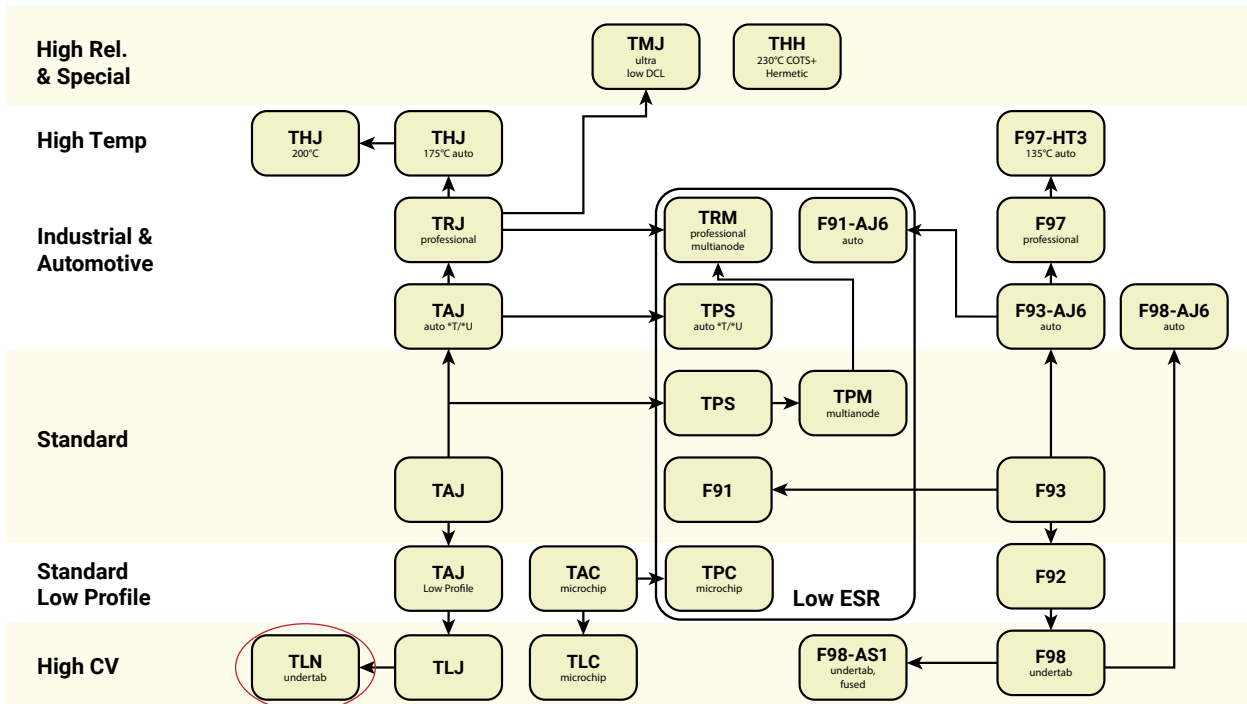 High Rel.
& Special
TMJ
ultra
low DCL
THH
230°C COTS+
Hermetic
High Temp
THJ
200°C
THJ
175°C auto
F97-HT3
135°C auto
Industrial &
Automotive
TRJ
professional
TRM
professional
multianode
F91-AJ6
auto
F97
professional
TAJ
auto *T/*U
TPS
auto *T/*U
F93-AJ6
auto
F98-AJ6
auto
Standard
TPS
TPM
multianode
TAJ
F91
F93
Standard
Low Profile
TAJ
Low Profile
TAC
microchip
TPC
microchip
Low ESR
F92
High CV
TLN
undertab
TLJ
TLC
microchip
F98-AS1
undertab,
fused
F98
undertab